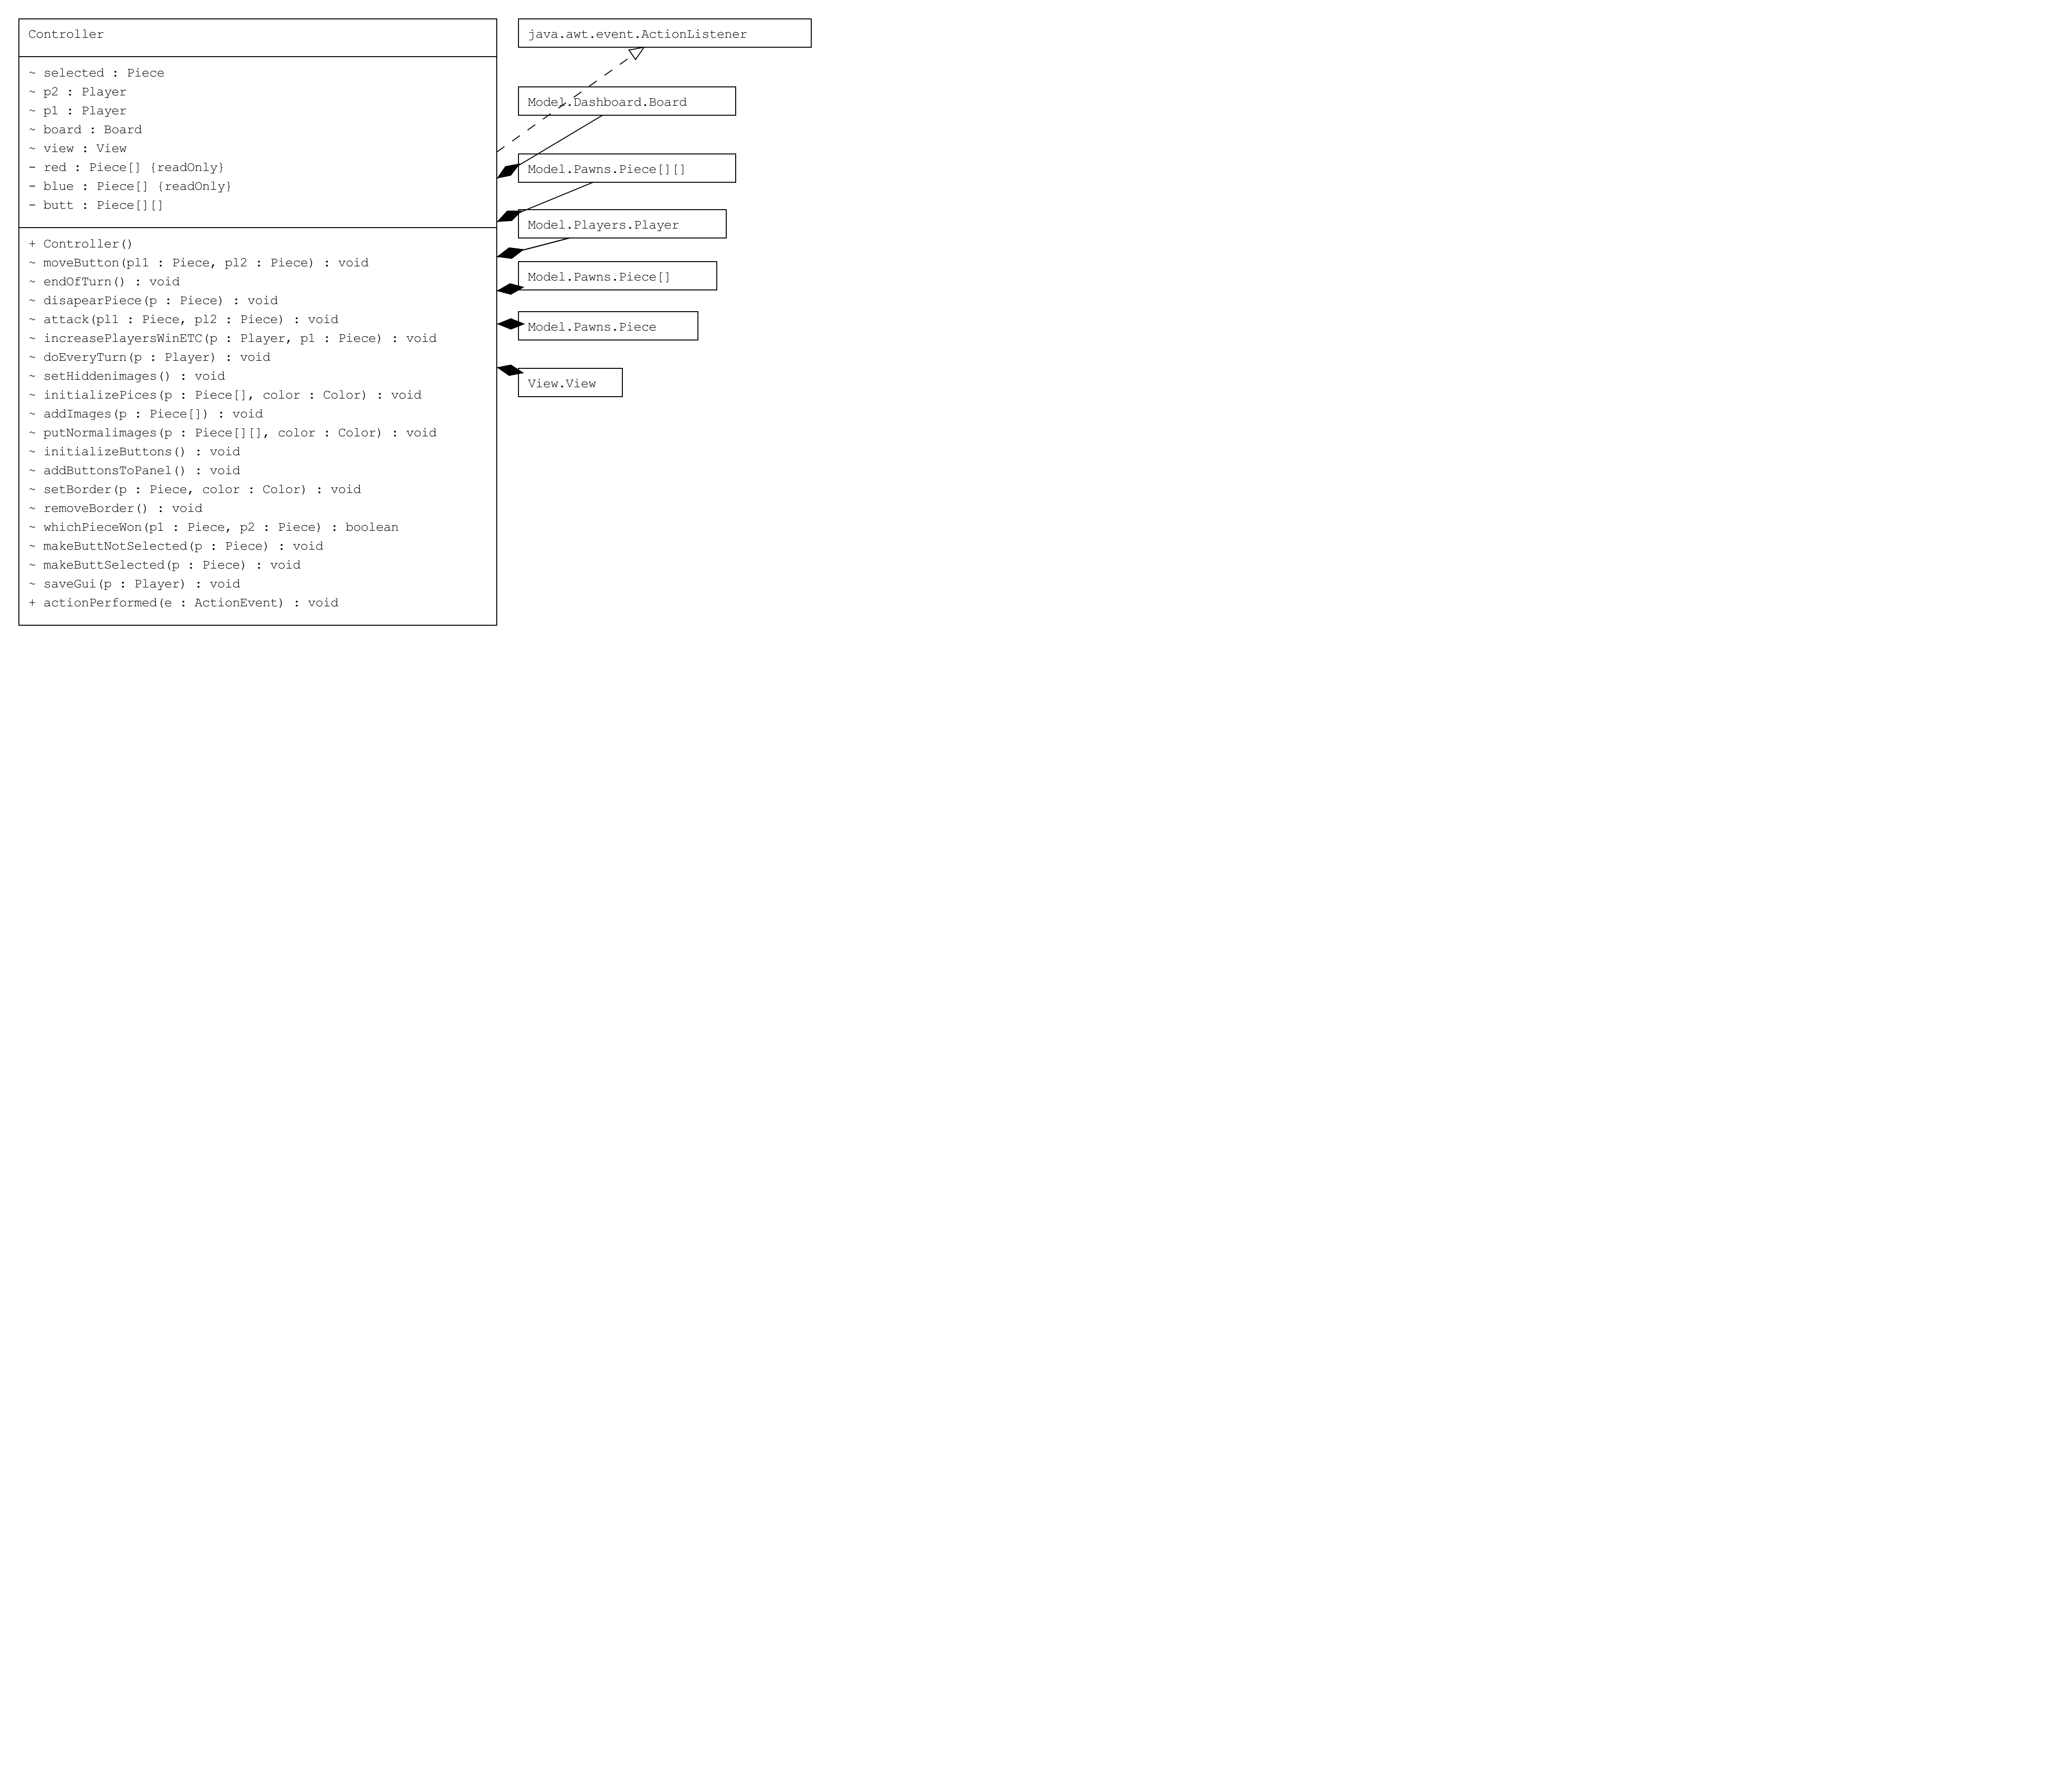 Controller
~ selected : Piece
~ p2 : Player
~ p1 : Player
~ board : Board
~ view : View
- red : Piece[] {readOnly}
- blue : Piece[] {readOnly}
- butt : Piece[][]
+ Controller()
~ moveButton(pl1 : Piece, pl2 : Piece) : void
~ endOfTurn() : void
~ disapearPiece(p : Piece) : void
~ attack(pl1 : Piece, pl2 : Piece) : void
~ increasePlayersWinETC(p : Player, p1 : Piece) : void
~ doEveryTurn(p : Player) : void
~ setHiddenimages() : void
~ initializePices(p : Piece[], color : Color) : void
~ addImages(p : Piece[]) : void
~ putNormalimages(p : Piece[][], color : Color) : void
~ initializeButtons() : void
~ addButtonsToPanel() : void
~ setBorder(p : Piece, color : Color) : void
~ removeBorder() : void
~ whichPieceWon(p1 : Piece, p2 : Piece) : boolean
~ makeButtNotSelected(p : Piece) : void
~ makeButtSelected(p : Piece) : void
~ saveGui(p : Player) : void
+ actionPerformed(e : ActionEvent) : void
java.awt.event.ActionListener
Model.Dashboard.Board
Model.Pawns.Piece[][]
Model.Players.Player
Model.Pawns.Piece[]
Model.Pawns.Piece
View.View